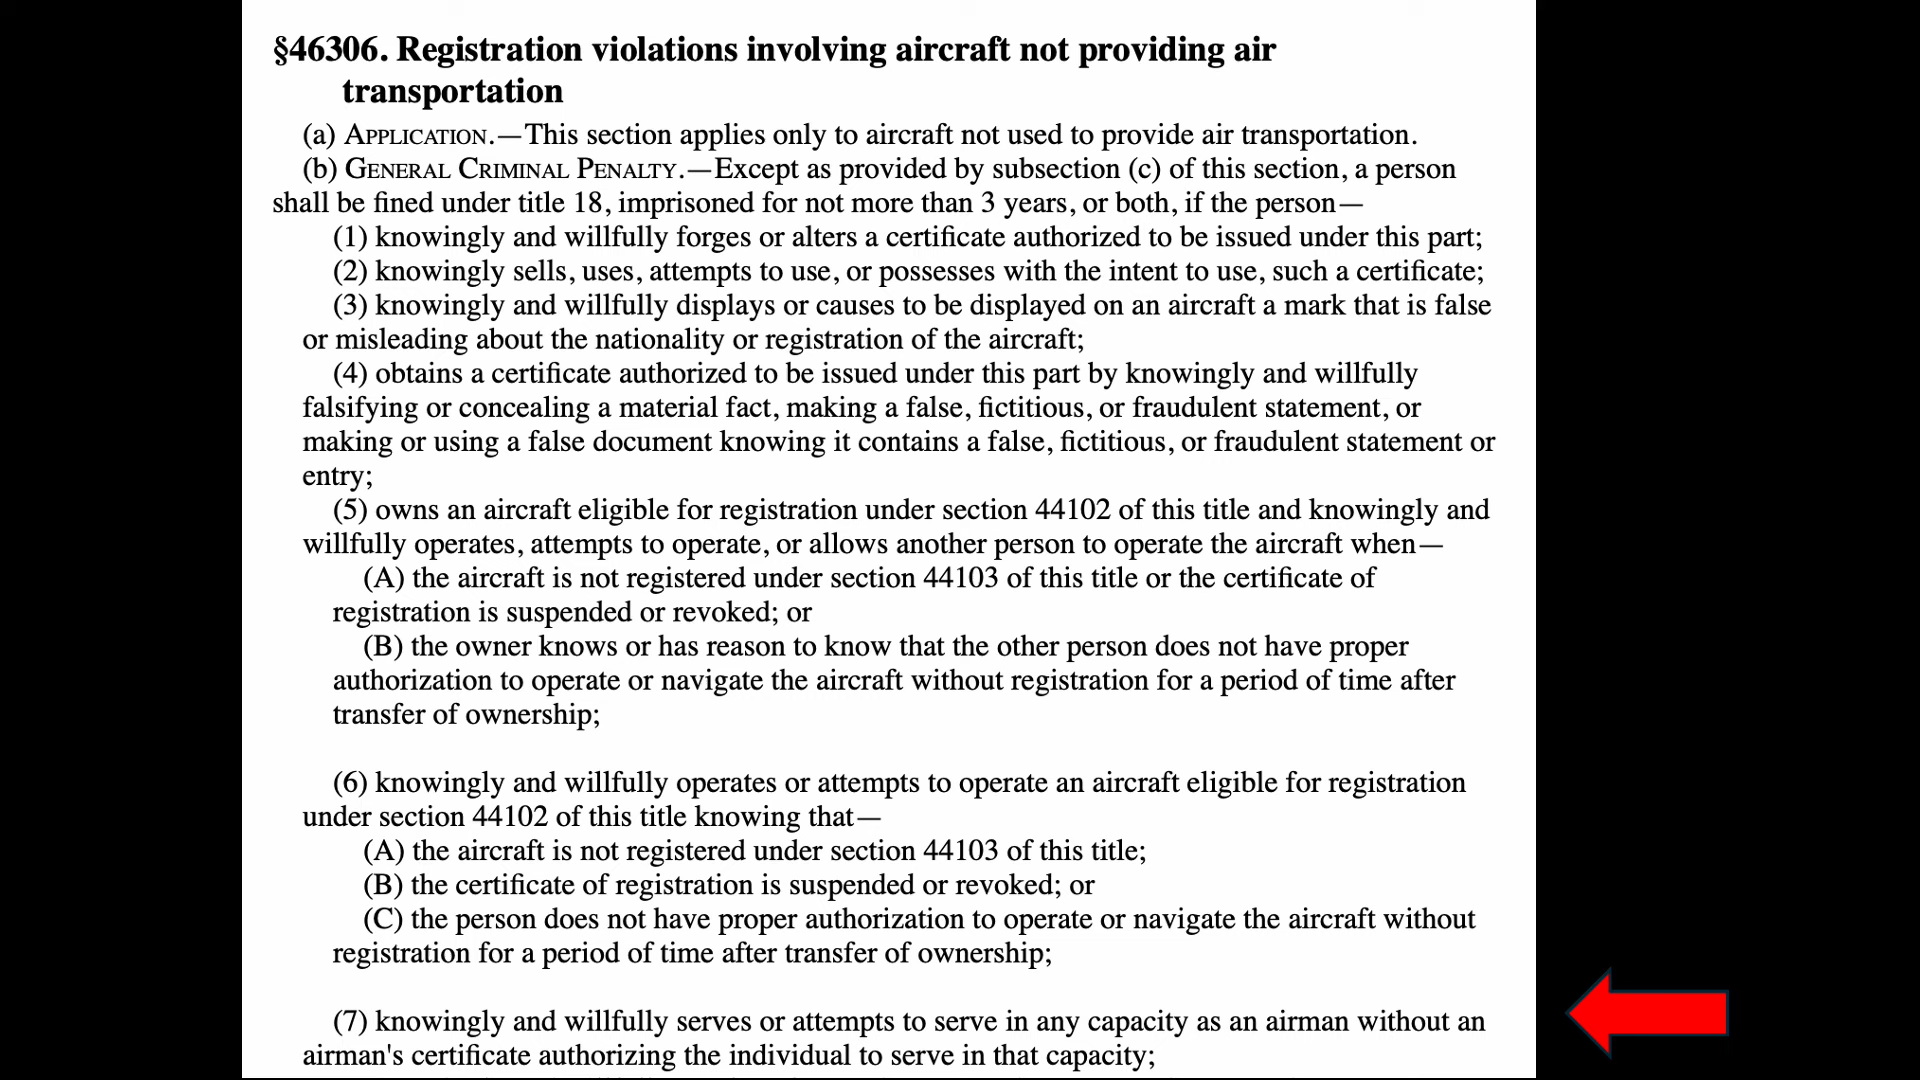 §46306. Registration violations involving aircraft not providing air
transportation
(a) APPLICATION.—This section applies only to aircraft not used to provide air transportation.
(b) GENERAL CRIMINAL PENALTY.—Except as provided by subsection (c) of this section, a person
shall be fined under title 18, imprisoned for not more than 3 years, or both, if the person—
(1) knowingly and willfully forges or alters a certificate authorized to be issued under this part;
(2) knowingly sells, uses, attempts to use, or possesses with the intent to use, such a certificate;
(3) knowingly and willfully displays or causes to be displayed on an aircraft a mark that is false
or misleading about the nationality or registration of the aircraft;
(4) obtains a certificate authorized to be issued under this part by knowingly and willfully
falsifying or concealing a material fact, making a false, fictitious, or fraudulent statement, or
making or using a false document knowing it contains a false, fictitious, or fraudulent statement or
entry;
(5) owns an aircraft eligible for registration under section 44102 of this title and knowingly and
willfully operates, attempts to operate, or allows another person to operate the aircraft when—
(A) the aircraft is not registered under section 44103 of this title or the certificate of
registration is suspended or revoked; or
(B) the owner knows or has reason to know that the other person does not have proper
authorization to operate or navigate the aircraft without registration for a period of time after
transfer of ownership;
(6) knowingly and willfully operates or attempts to operate an aircraft eligible for registration
under section 44102 of this title knowing that—
(A) the aircraft is not registered under section 44103 of this title;
(B) the certificate of registration is suspended or revoked; or
(C) the person does not have proper authorization to operate or navigate the aircraft without
registration for a period of time after transfer of ownership;
(7) knowingly and willfully serves or attempts to serve in any capacity as an airman without an
airman's certificate authorizing the individual to serve in that capacity;